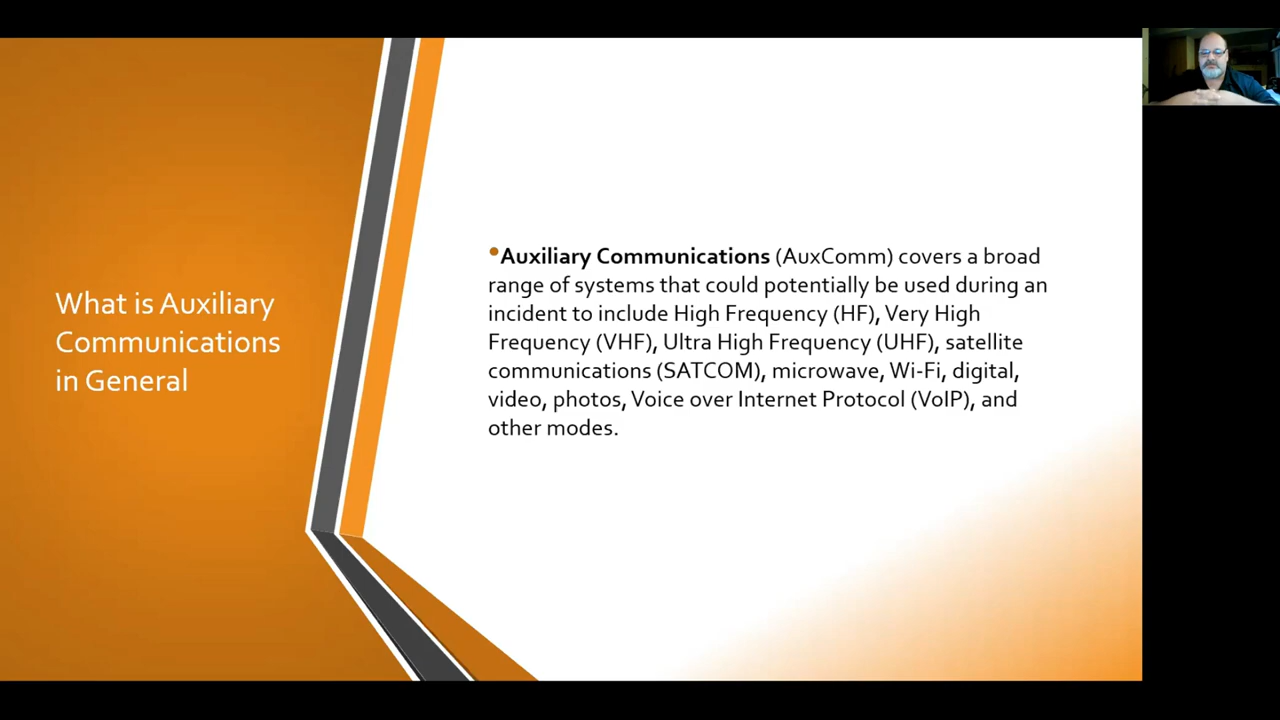 What is Auxiliary
Communications
in General
•Auxiliary Communications (AuxComm) covers a broad
range of systems that could potentially be used during an
incident to include High Frequency (HF), Very High
Frequency (VHF), Ultra High Frequency (UHF), satellite
communications (SATCOM), microwave, Wi-Fi, digital,
video, photos, Voice over Internet Protocol (VoIP), and
other modes.